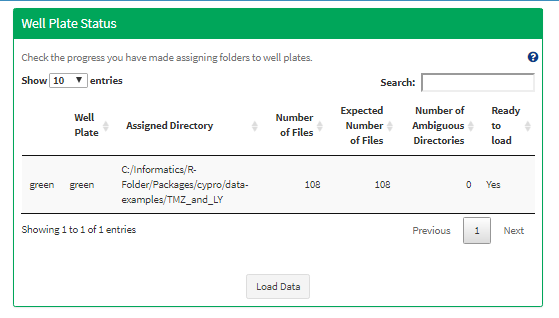 Well Plate Status
Check the progress you have made assigning folders to well plates.
Show 10 entries
Search:
Well Plate
Assigned Directory
Number of Files
Expected Number of Files
Number of Ambiguous Directories
Ready to load
green green C:/Informatics/R-Folder/Packages/cypro/data-examples/TMZ_and_LY 108 108 0 Yes
Showing 1 to 1 of 1 entries
Previous 1 Next
Load Data